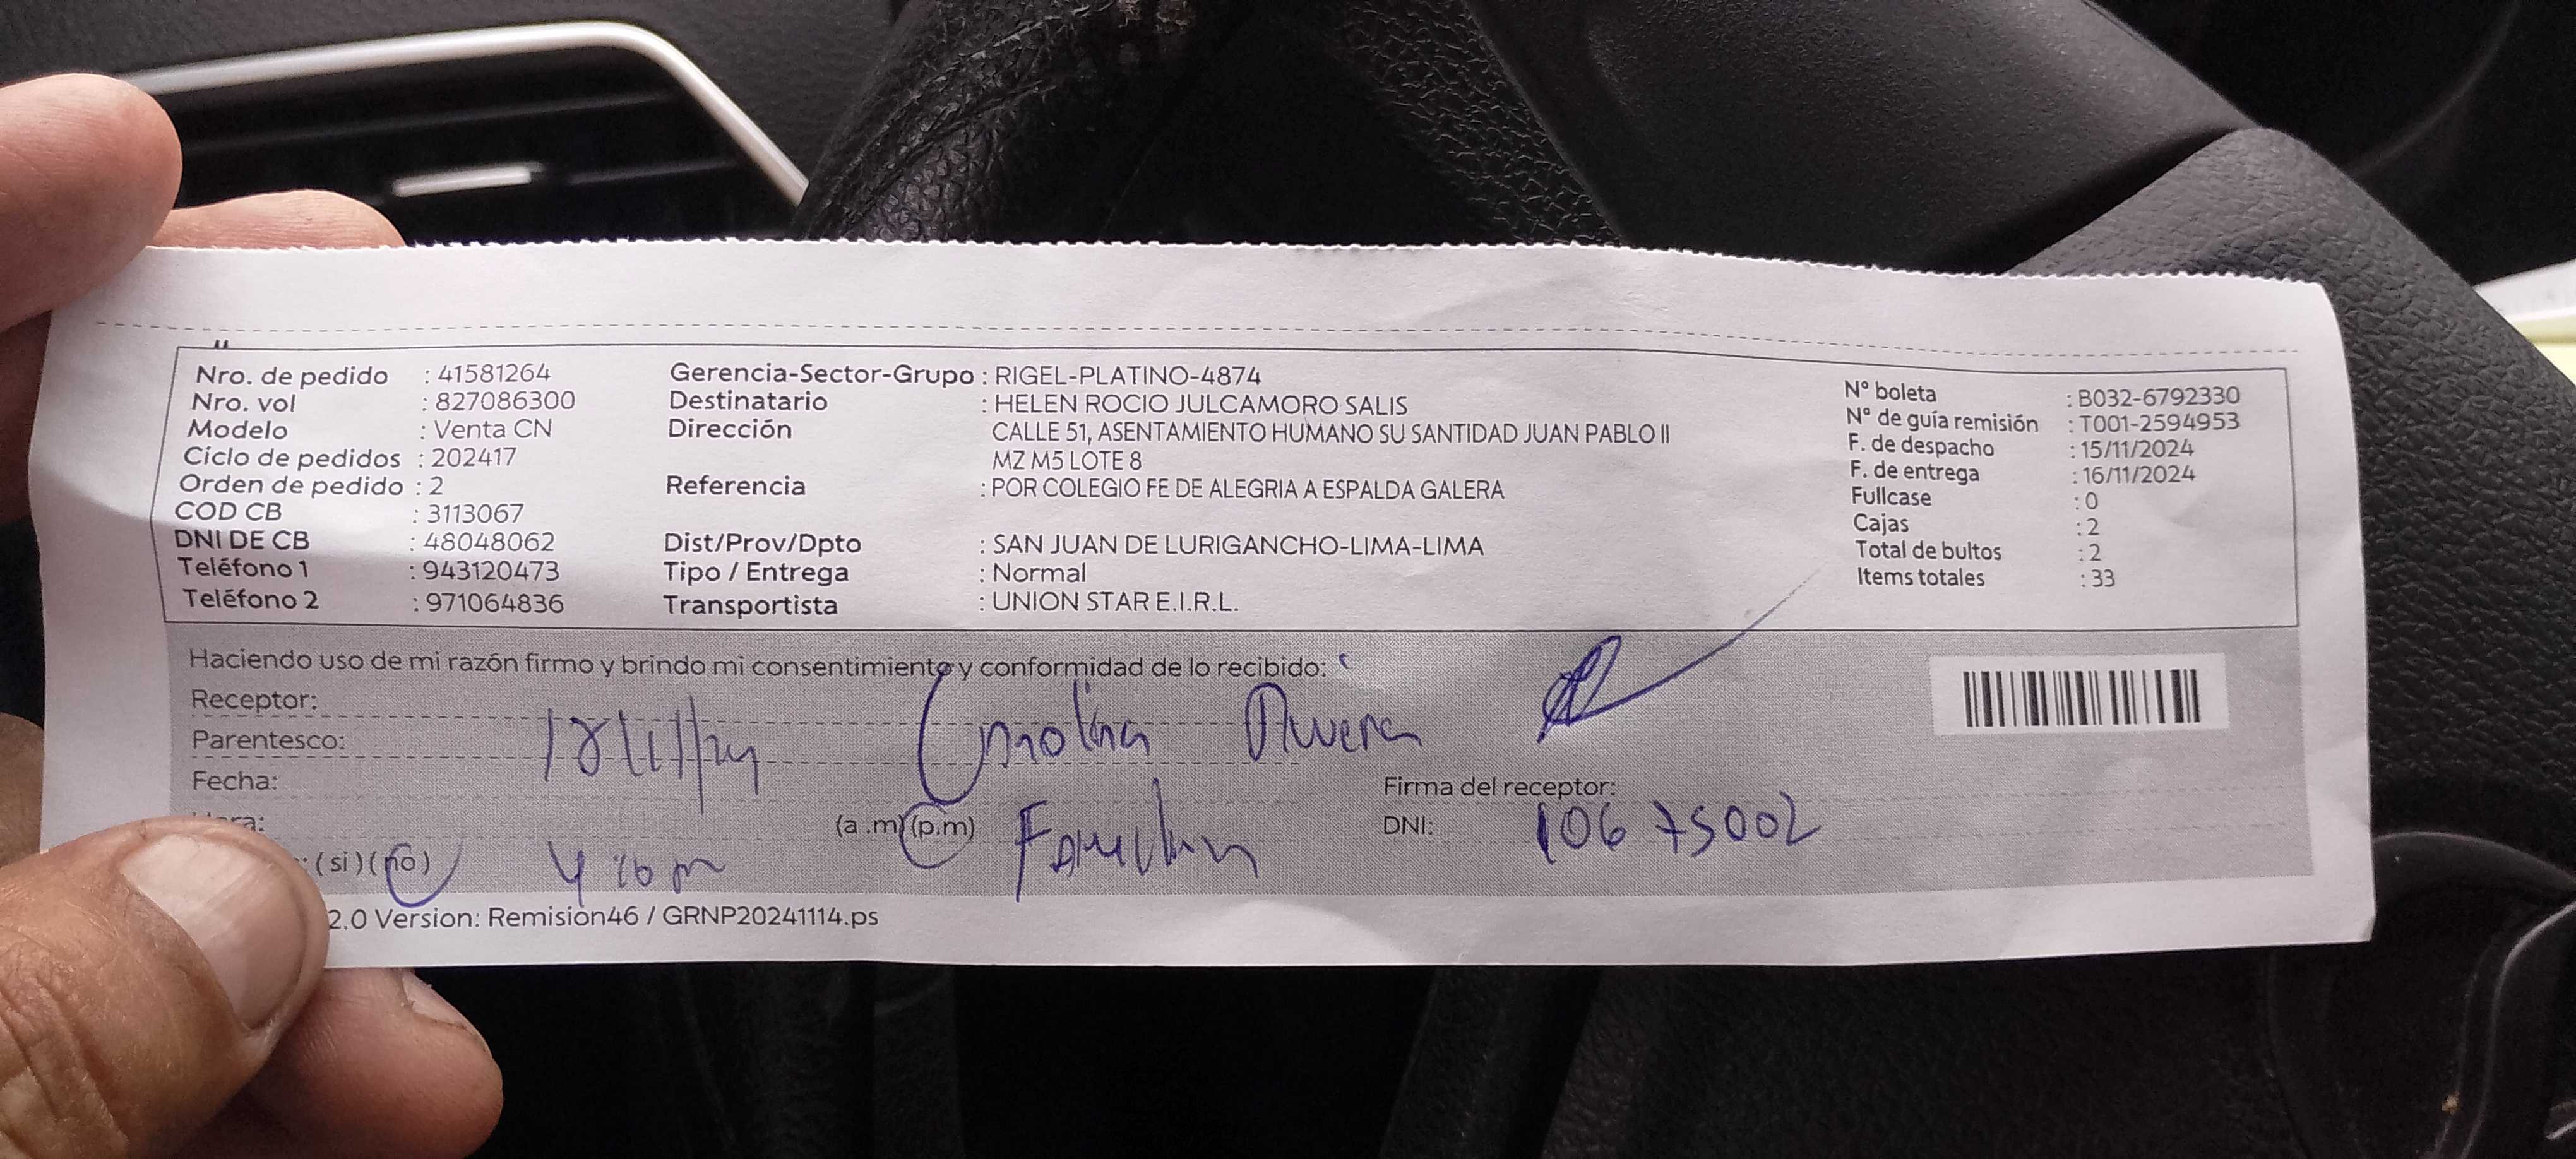 Nro. de pedido : 41581264
Nro. vol : 827086300
Modelo : Venta CN
Ciclo de pedidos : 202417
Orden de pedido : 2
COD CB : 3113067
DNI DE CB : 48048062
Teléfono 1 : 943120473
Teléfono 2 : 971064836
Gerencia-Sector-Grupo : RIGEL-PLATINO-4874
Destinatario : HELEN ROCIO JULCAMORO SALIS
Dirección CALLE 51, ASENTAMIENTO HUMANO SU SANTIDAD JUAN PABLO II
MZ M5 LOTE 8
Referencia : POR COLEGIO FE DE ALEGRIA A ESPALDA GALERA
Dist/Prov/Dpto : SAN JUAN DE LURIGANCHO-LIMA-LIMA
Tipo / Entrega : Normal
Transportista : UNION STAR E.I.R.L.
N° boleta : B032-6792330
N° de guía remisión : T001-2594953
F. de despacho : 15/11/2024
F. de entrega : 16/11/2024
Fullcase : 0
Cajas : 2
Total de bultos : 2
Items totales : 33
Haciendo uso de mi razón firmo y brindo mi consentimiento y conformidad de lo recibido:
Receptor:
Parentesco: 18/11/24 Carolina Rivera
Fecha:
Firma del receptor:
(a .m) (p.m)
DNI: 10675002
: ( si ) ( no )
2.0 Version: Remision46 / GRNP20241114.ps